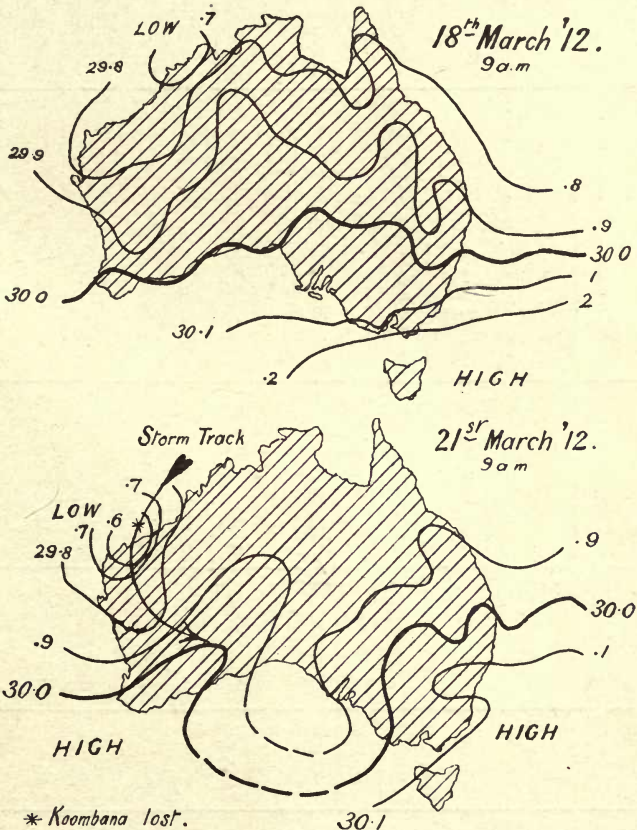 LOW
.7
18th March '12.
9 a.m
29.8
29.9
.8
.9
30.0
1
2
30.0
30.1
.2
HIGH
Storm Track
21st March '12.
9 a m
.7
LOW
.6
.7
29.8
.9
.9
30.0
.1
30.0
HIGH
HIGH
* Koombana lost.
30.1